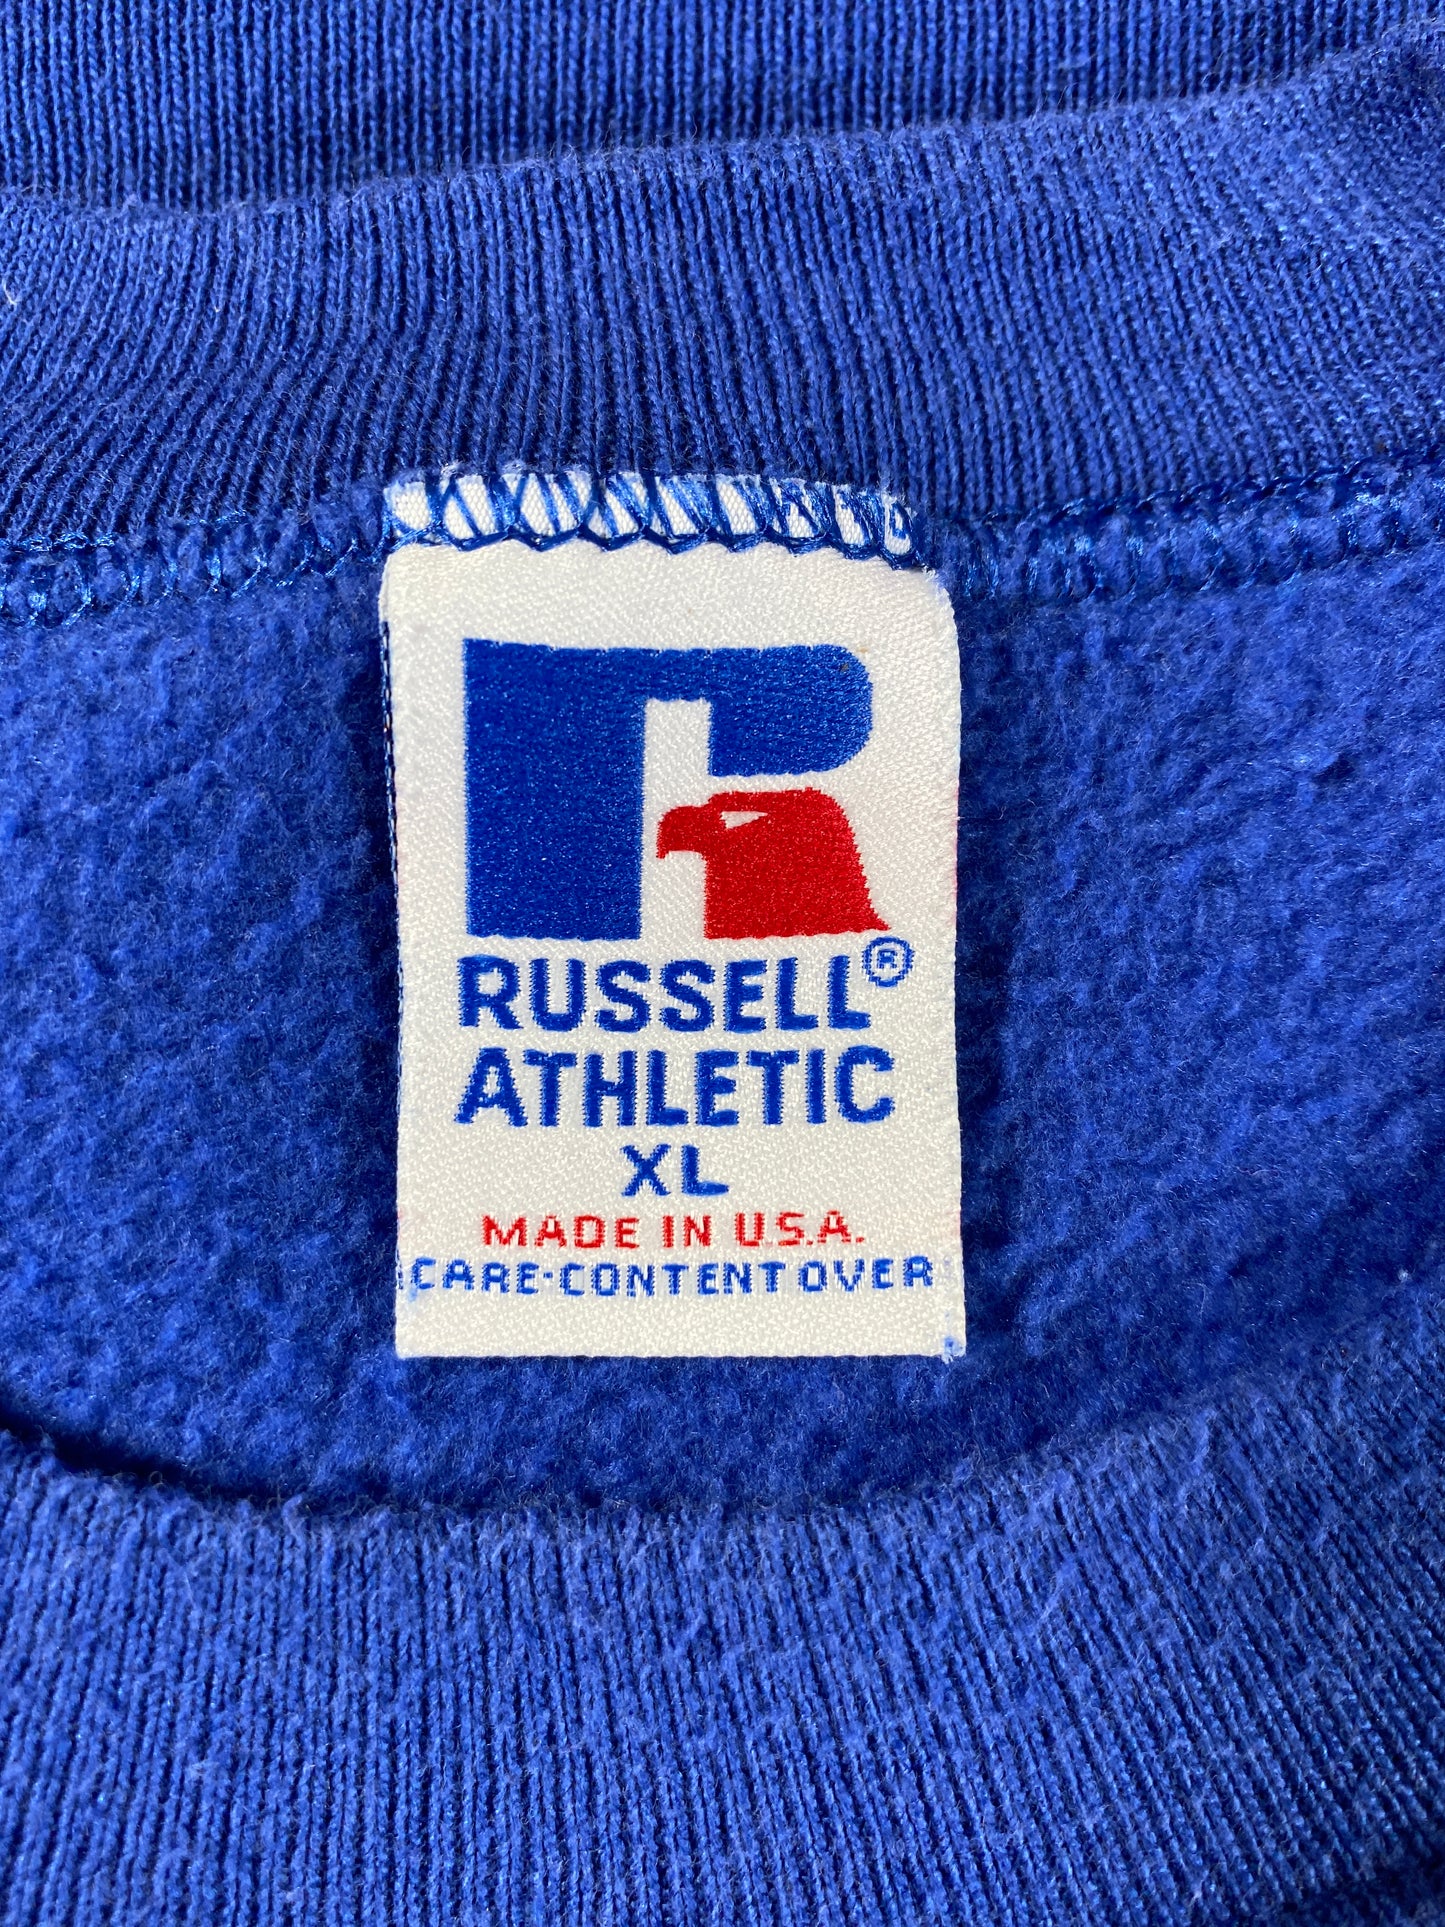 R
RUSSELL®
ATHLETIC
XL
MADE IN U.S.A.
CARE-CONTENT OVER